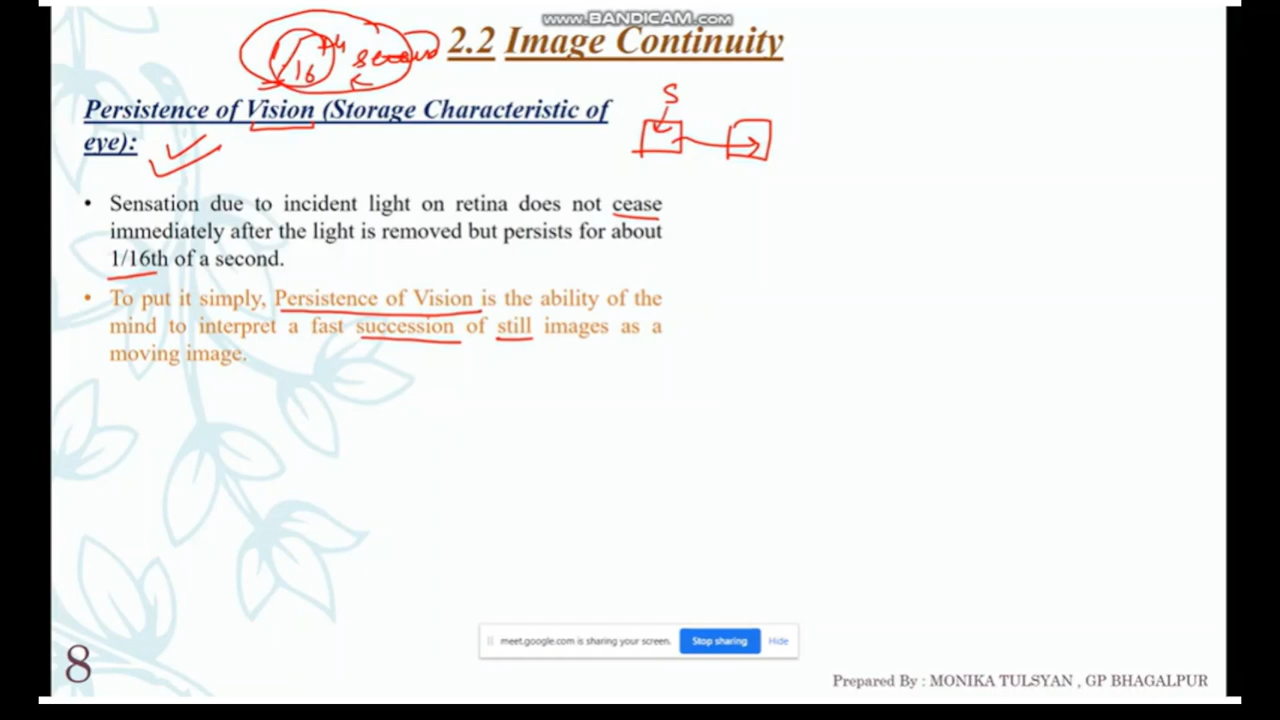 www.BANDICAM.com
1/16 th second
2.2 Image Continuity
Persistence of Vision (Storage Characteristic of
eye):
S
• Sensation due to incident light on retina does not cease
immediately after the light is removed but persists for about
1/16th of a second.
• To put it simply, Persistence of Vision is the ability of the
mind to interpret a fast succession of still images as a
moving image.
meet.google.com is sharing your screen. Stop sharing Hide
8
Prepared By : MONIKA TULSYAN , GP BHAGALPUR